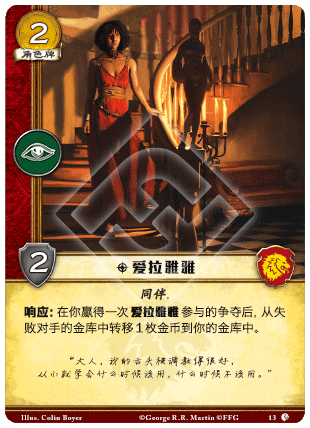 2
角色牌
2
爱拉雅雅
同伴.
响应: 在你赢得一次 爱拉雅雅 参与的争夺后, 从失
败对手的金库中转移1枚金币到你的金库中。
“大人, 我的舌头被调教得很好,
从小就学会什么时候该用, 什么时候不该用。”
Illus. Colin Boyer ©George R.R. Martin ©FFG 13